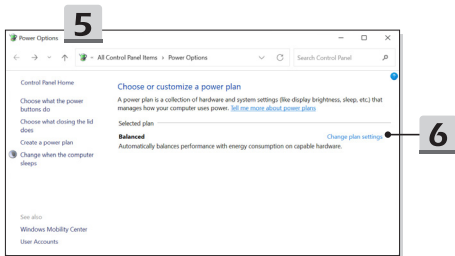 5
Power Options
All Control Panel Items › Power Options
Search Control Panel
Control Panel Home
Choose what the power
buttons do
Choose what closing the lid
does
Create a power plan
Change when the computer
sleeps
Choose or customize a power plan
A power plan is a collection of hardware and system settings (like display brightness, sleep, etc.) that
manages how your computer uses power. Tell me more about power plans
Selected plan
Balanced
Change plan settings
Automatically balances performance with energy consumption on capable hardware.
6
See also
Windows Mobility Center
User Accounts